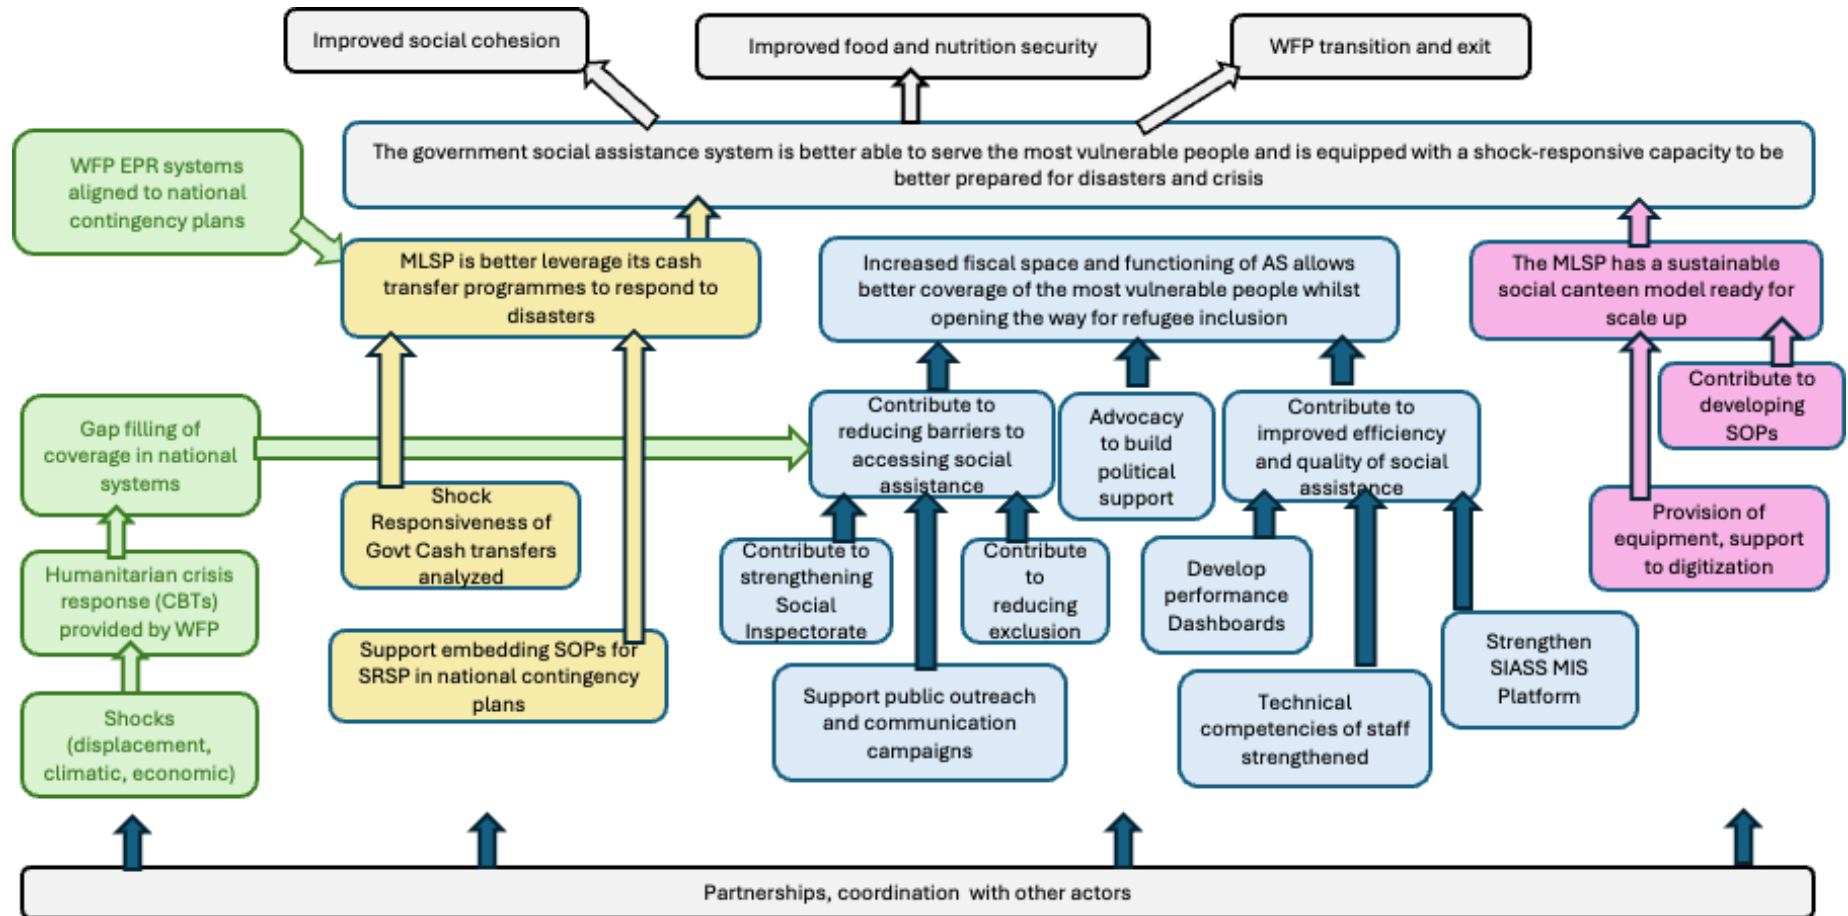 Improved social cohesion
Improved food and nutrition security
WFP transition and exit
WFP EPR systems
aligned to national
contingency plans
The government social assistance system is better able to serve the most vulnerable people and is equipped with a shock-responsive capacity to be
better prepared for disasters and crisis
MLSP is better leverage its cash
transfer programmes to respond to
disasters
Increased fiscal space and functioning of AS allows
better coverage of the most vulnerable people whilst
opening the way for refugee inclusion
The MLSP has a sustainable
social canteen model ready for
scale up
Gap filling of
coverage in national
systems
Contribute to
reducing barriers to
accessing social
assistance
Advocacy
to build
political
support
Contribute to
improved efficiency
and quality of social
assistance
Contribute to
developing
SOPs
Shock
Responsiveness of
Govt Cash transfers
analyzed
Provision of
equipment, support
to digitization
Humanitarian crisis
response (CBTs)
provided by WFP
Contribute to
strengthening
Social
Inspectorate
Contribute
to
reducing
exclusion
Develop
performance
Dashboards
Strengthen
SIASS MIS
Platform
Support embedding SOPs for
SRSP in national contingency
plans
Support public outreach
and communication
campaigns
Technical
competencies of staff
strengthened
Shocks
(displacement,
climatic, economic)
Partnerships, coordination with other actors